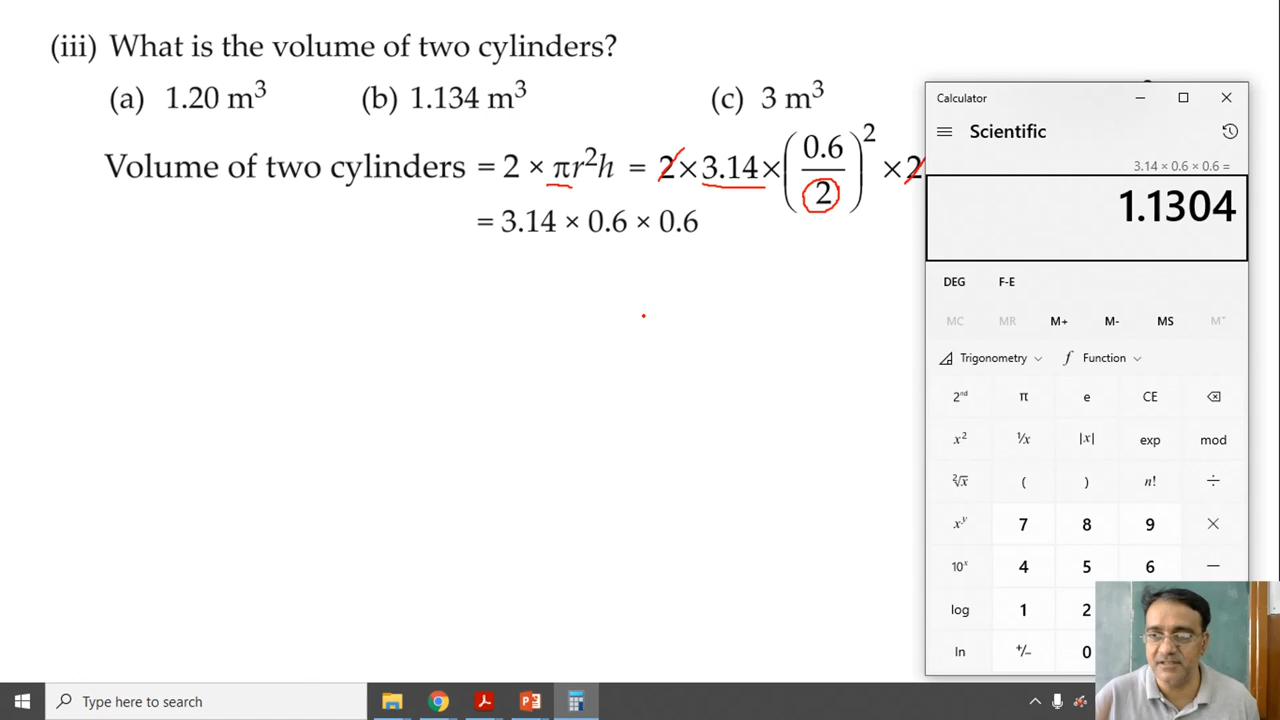 (iii) What is the volume of two cylinders?
(a) 1.20 m³ (b) 1.134 m³ (c) 3 m³
Volume of two cylinders = 2 × πr²h = 2 × 3.14 × (0.6/2)² × 2
= 3.14 × 0.6 × 0.6
Calculator
Scientific
3.14 × 0.6 × 0.6 =
1.1304
DEG F-E
MC MR M+ M- MS M˅
Trigonometry Function
2ⁿᵈ π e CE
x² ¹/x |x| exp mod
²√x ( ) n! ÷
xʸ 7 8 9 ×
10ˣ 4 5 6 −
log 1 2
ln +/− 0
Type here to search